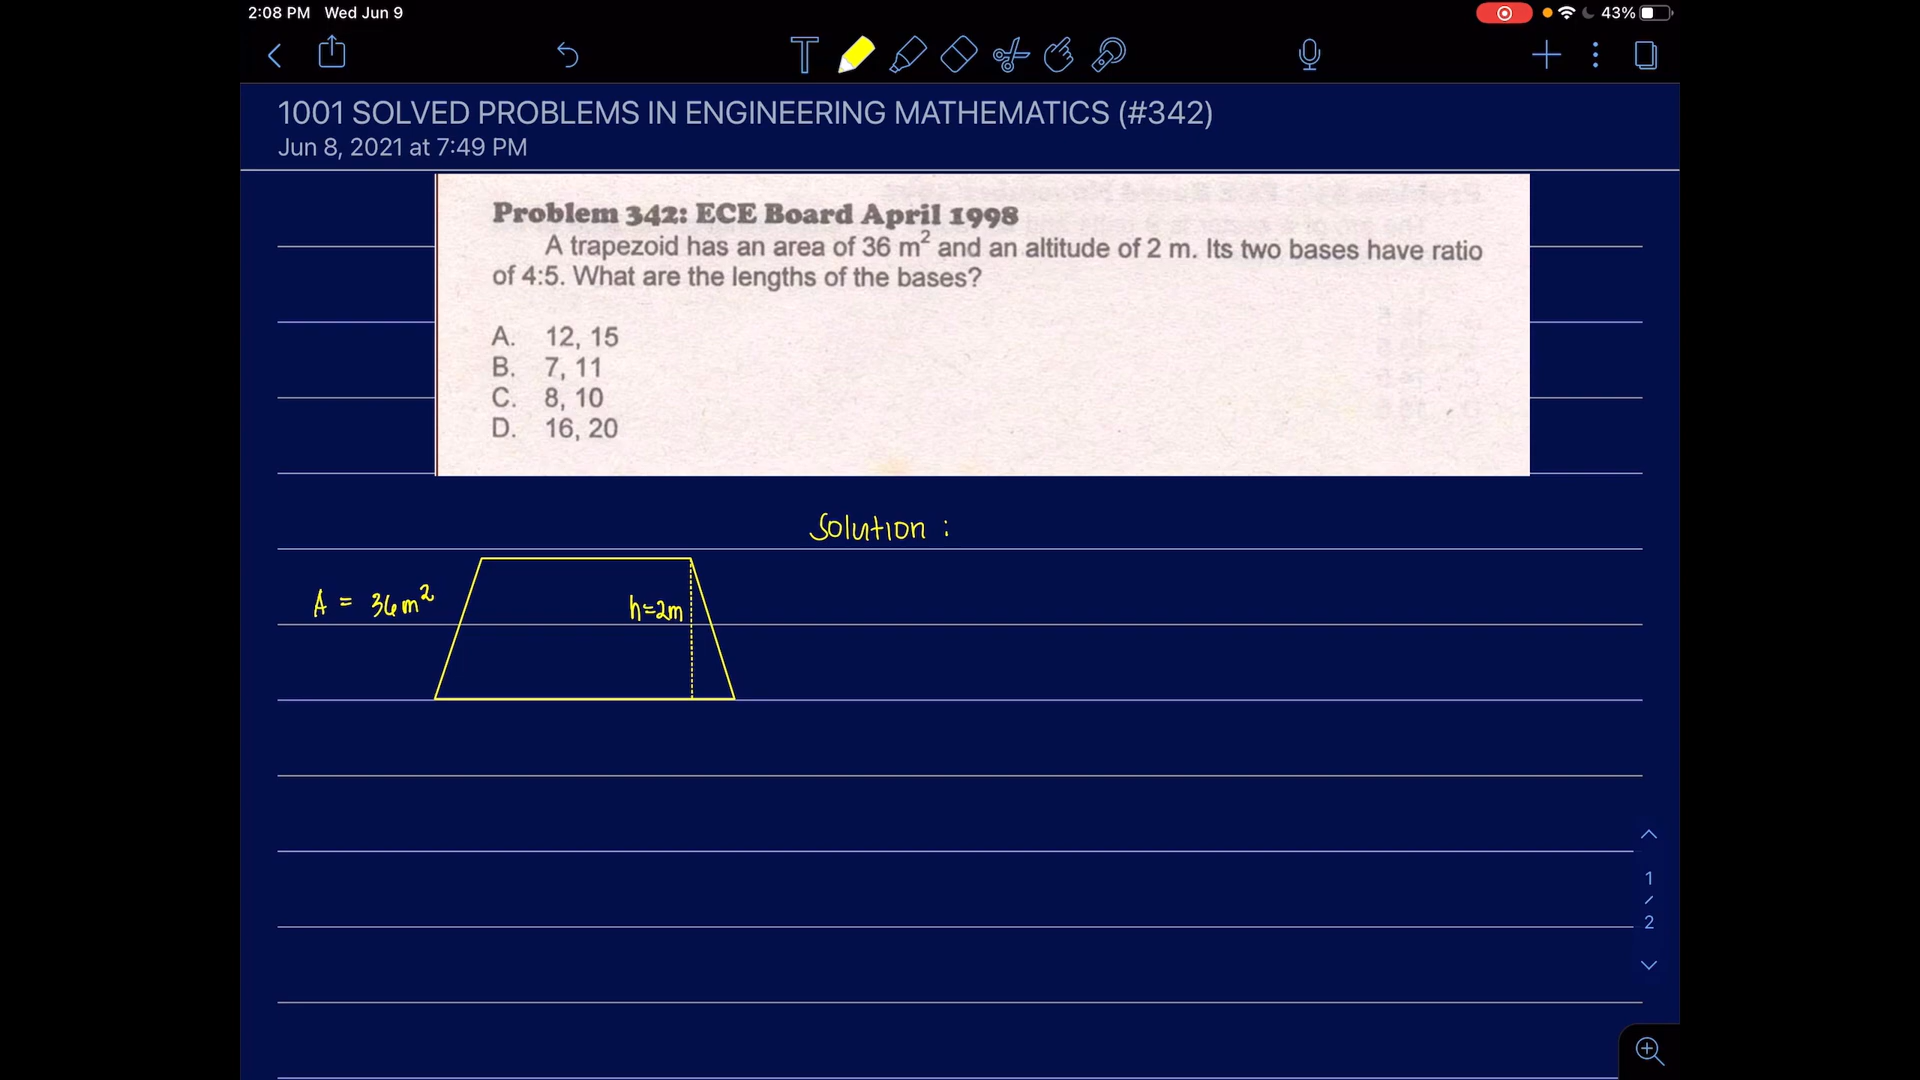 2:08 PM Wed Jun 9
43%
T
1001 SOLVED PROBLEMS IN ENGINEERING MATHEMATICS (#342)
Jun 8, 2021 at 7:49 PM
Problem 342: ECE Board April 1998
A trapezoid has an area of 36 m² and an altitude of 2 m. Its two bases have ratio
of 4:5. What are the lengths of the bases?
A. 12, 15
B. 7, 11
C. 8, 10
D. 16, 20
Solution :
A = 36m²
h=2m
1
/
2